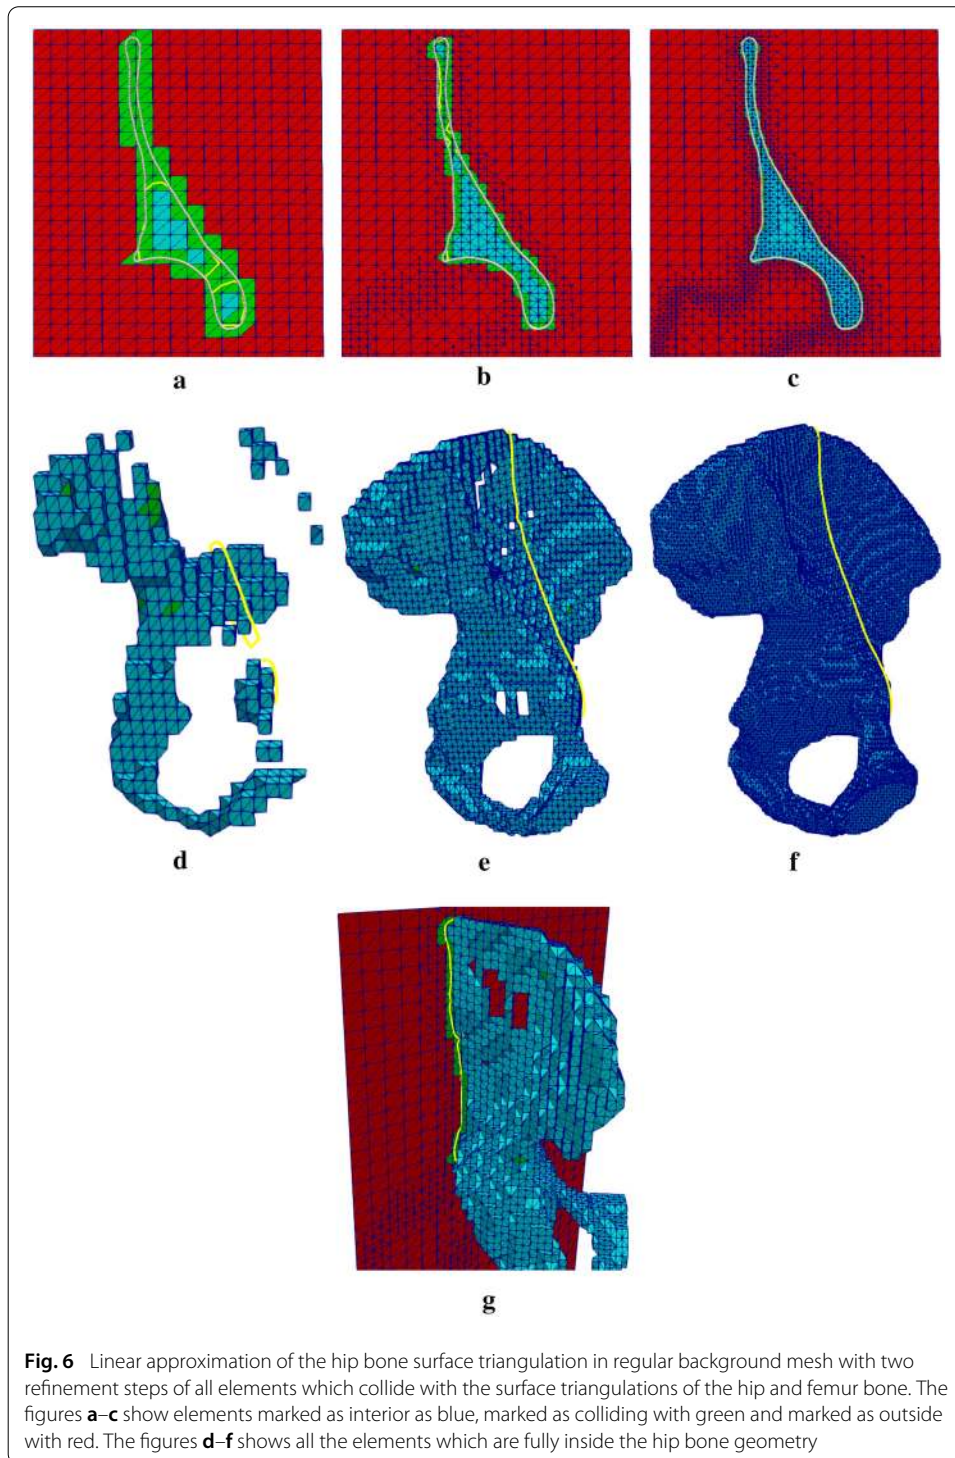 a
b
c
d
e
f
g
Fig. 6 Linear approximation of the hip bone surface triangulation in regular background mesh with two
refinement steps of all elements which collide with the surface triangulations of the hip and femur bone. The
figures a–c show elements marked as interior as blue, marked as colliding with green and marked as outside
with red. The figures d–f shows all the elements which are fully inside the hip bone geometry